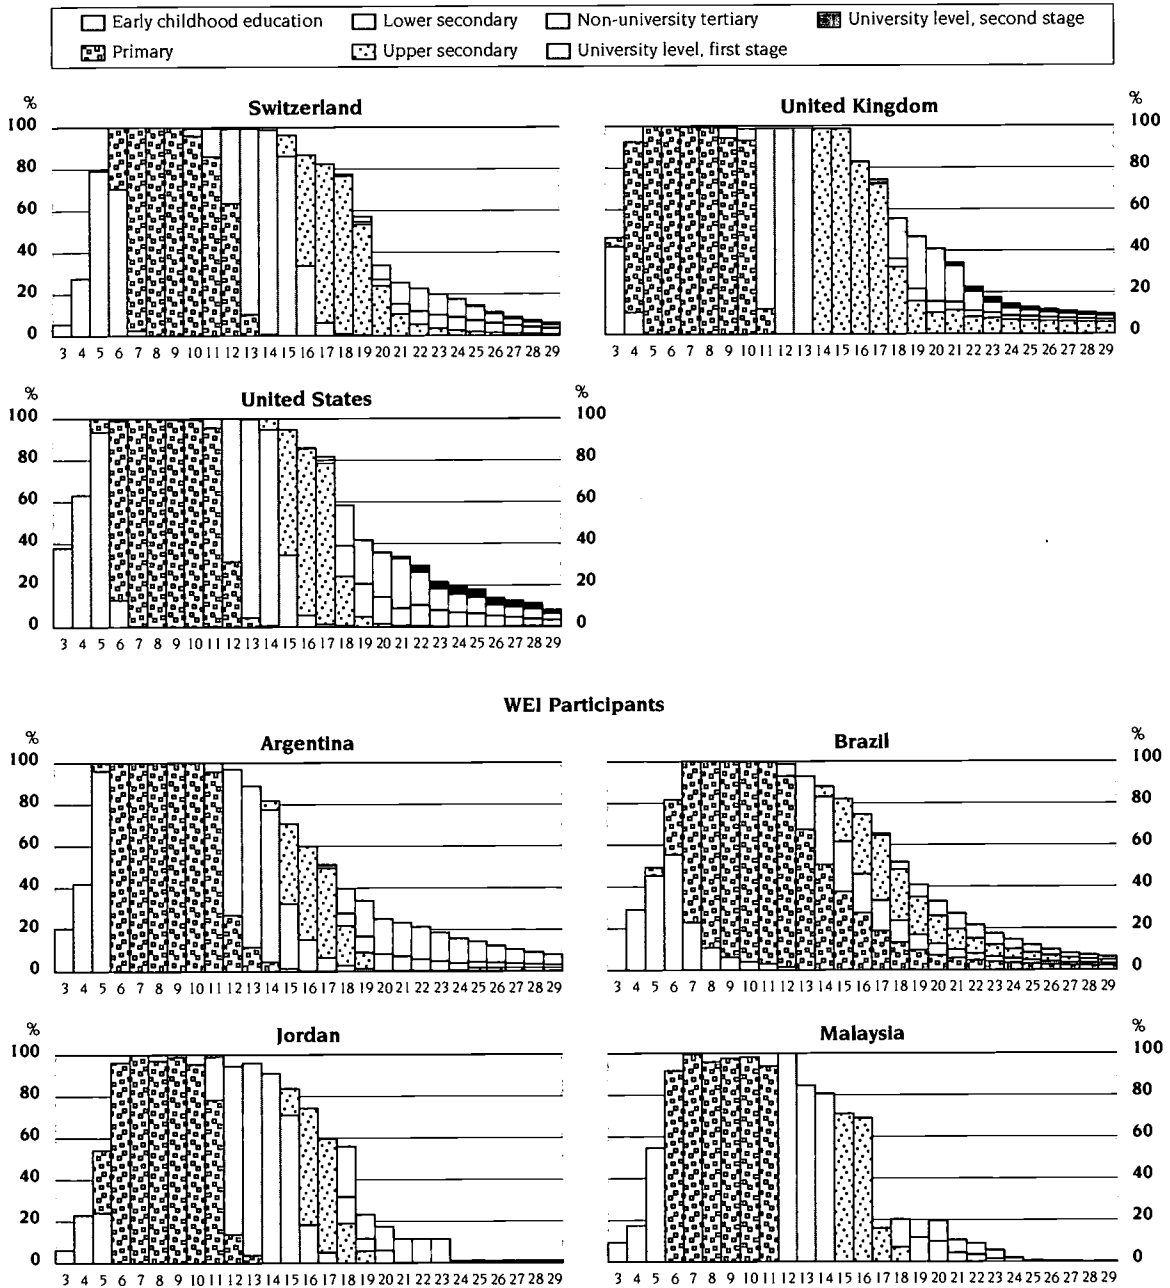 Early childhood education Lower secondary Non-university tertiary University level, second stage
Primary Upper secondary University level, first stage
% Switzerland
100
80
60
40
20
0
3 4 5 6 7 8 9 10 11 12 13 14 15 16 17 18 19 20 21 22 23 24 25 26 27 28 29
United Kingdom %
100
80
60
40
20
0
3 4 5 6 7 8 9 10 11 12 13 14 15 16 17 18 19 20 21 22 23 24 25 26 27 28 29
% United States %
100 100
80 80
60 60
40 40
20 20
0 0
3 4 5 6 7 8 9 10 11 12 13 14 15 16 17 18 19 20 21 22 23 24 25 26 27 28 29
WEI Participants
% Argentina
100
80
60
40
20
0
3 4 5 6 7 8 9 10 11 12 13 14 15 16 17 18 19 20 21 22 23 24 25 26 27 28 29
Brazil %
100
80
60
40
20
0
3 4 5 6 7 8 9 10 11 12 13 14 15 16 17 18 19 20 21 22 23 24 25 26 27 28 29
% Jordan
100
80
60
40
20
0
3 4 5 6 7 8 9 10 11 12 13 14 15 16 17 18 19 20 21 22 23 24 25 26 27 28 29
Malaysia %
100
80
60
40
20
0
3 4 5 6 7 8 9 10 11 12 13 14 15 16 17 18 19 20 21 22 23 24 25 26 27 28 29